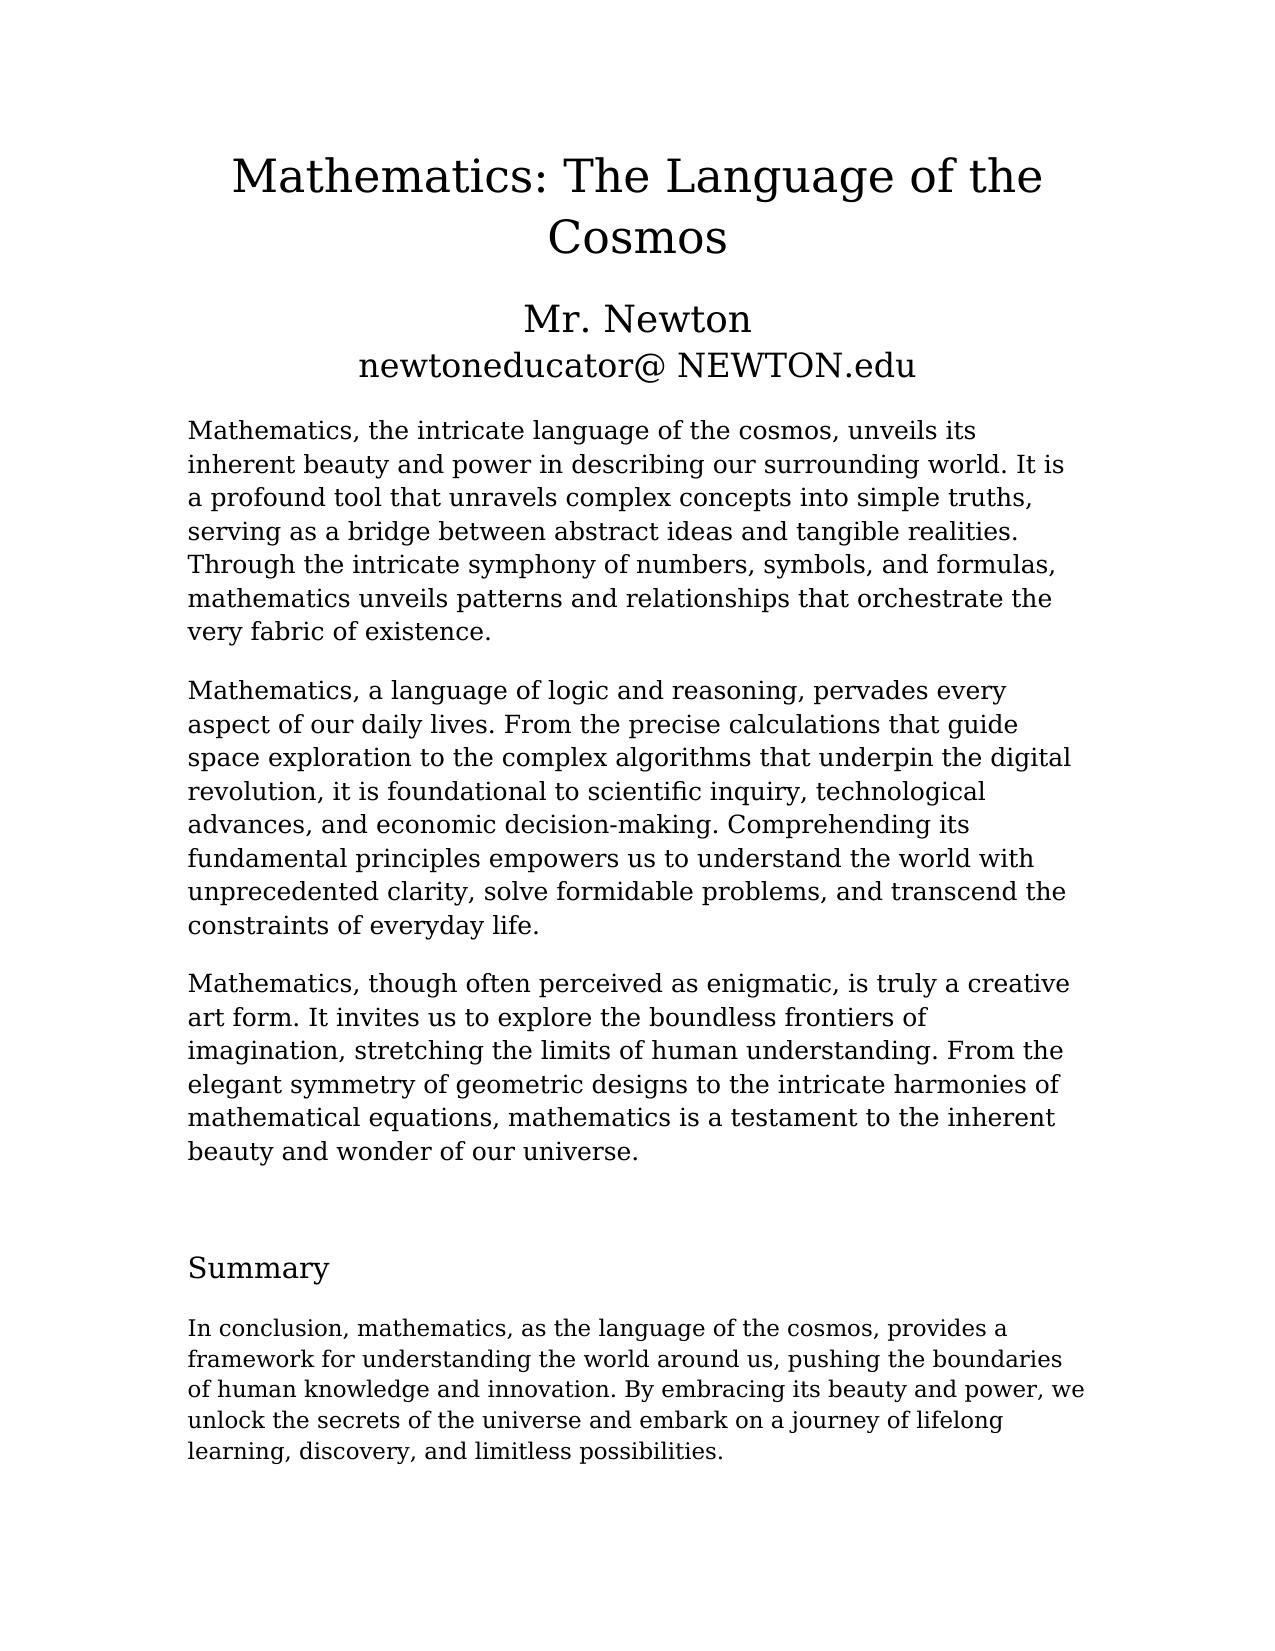 Mathematics: The Language of the
Cosmos
Mr. Newton
newtoneducator@ NEWTON.edu
Mathematics, the intricate language of the cosmos, unveils its
inherent beauty and power in describing our surrounding world. It is
a profound tool that unravels complex concepts into simple truths,
serving as a bridge between abstract ideas and tangible realities.
Through the intricate symphony of numbers, symbols, and formulas,
mathematics unveils patterns and relationships that orchestrate the
very fabric of existence.
Mathematics, a language of logic and reasoning, pervades every
aspect of our daily lives. From the precise calculations that guide
space exploration to the complex algorithms that underpin the digital
revolution, it is foundational to scientific inquiry, technological
advances, and economic decision-making. Comprehending its
fundamental principles empowers us to understand the world with
unprecedented clarity, solve formidable problems, and transcend the
constraints of everyday life.
Mathematics, though often perceived as enigmatic, is truly a creative
art form. It invites us to explore the boundless frontiers of
imagination, stretching the limits of human understanding. From the
elegant symmetry of geometric designs to the intricate harmonies of
mathematical equations, mathematics is a testament to the inherent
beauty and wonder of our universe.
Summary
In conclusion, mathematics, as the language of the cosmos, provides a
framework for understanding the world around us, pushing the boundaries
of human knowledge and innovation. By embracing its beauty and power, we
unlock the secrets of the universe and embark on a journey of lifelong
learning, discovery, and limitless possibilities.